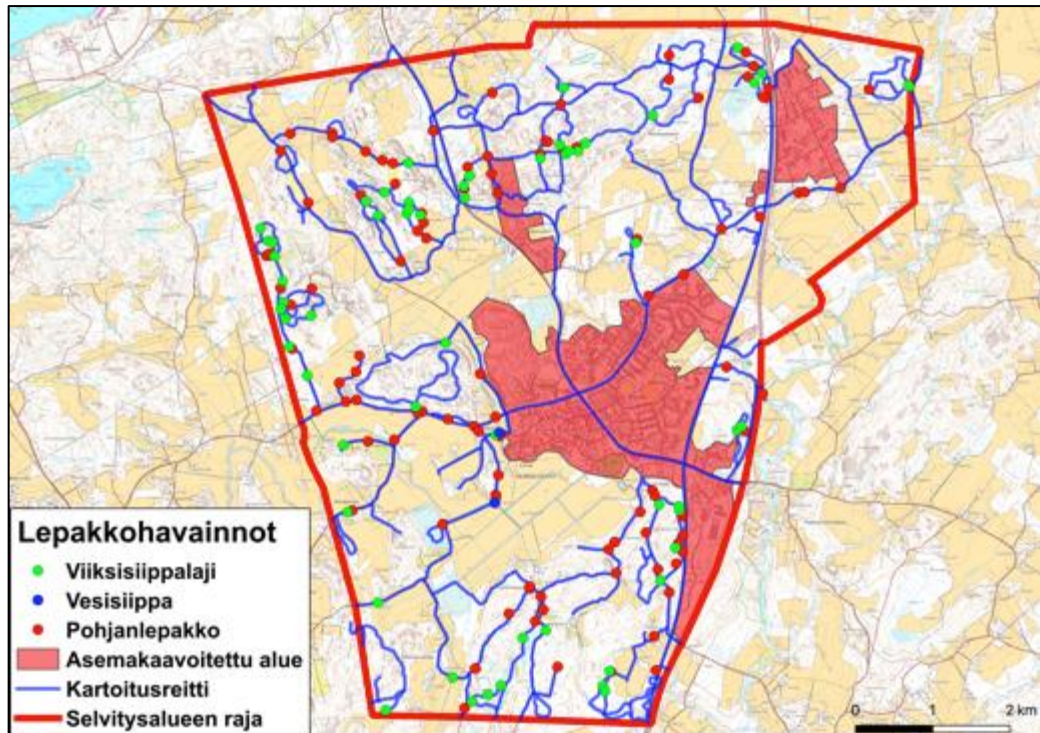 Lepakkohavainnot
Viiksisiippalaji
Vesisiippa
Pohjanlepakko
Asemakaavoitettu alue
Kartoitusreitti
Selvitysalueen raja
0 1 2 km